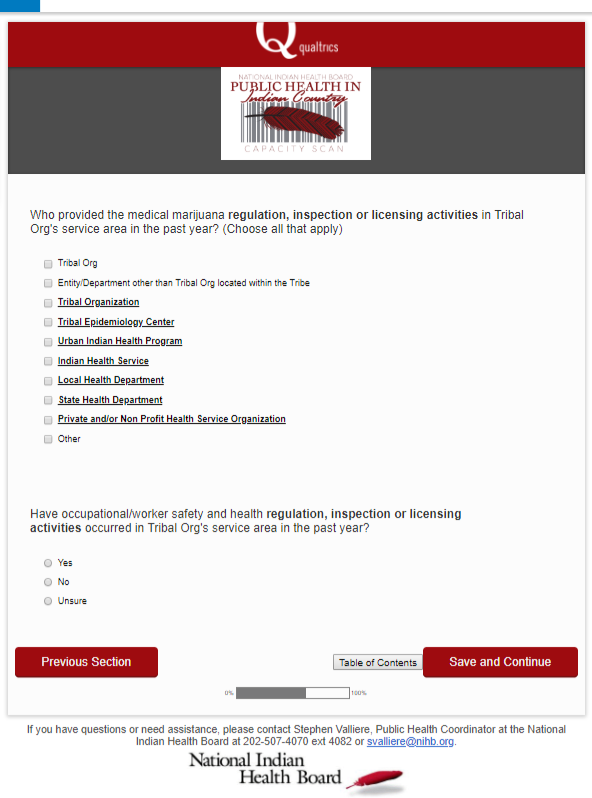 qualtrics
NATIONAL INDIAN HEALTH BOARD
PUBLIC HEALTH IN
Indian Country
CAPACITY SCAN
Who provided the medical marijuana regulation, inspection or licensing activities in Tribal
Org's service area in the past year? (Choose all that apply)
Tribal Org
Entity/Department other than Tribal Org located within the Tribe
Tribal Organization
Tribal Epidemiology Center
Urban Indian Health Program
Indian Health Service
Local Health Department
State Health Department
Private and/or Non Profit Health Service Organization
Other
Have occupational/worker safety and health regulation, inspection or licensing
activities occurred in Tribal Org's service area in the past year?
Yes
No
Unsure
Previous Section
Table of Contents
Save and Continue
0%
100%
If you have questions or need assistance, please contact Stephen Valliere, Public Health Coordinator at the National
Indian Health Board at 202-507-4070 ext 4082 or svalliere@nihb.org.
National Indian
Health Board